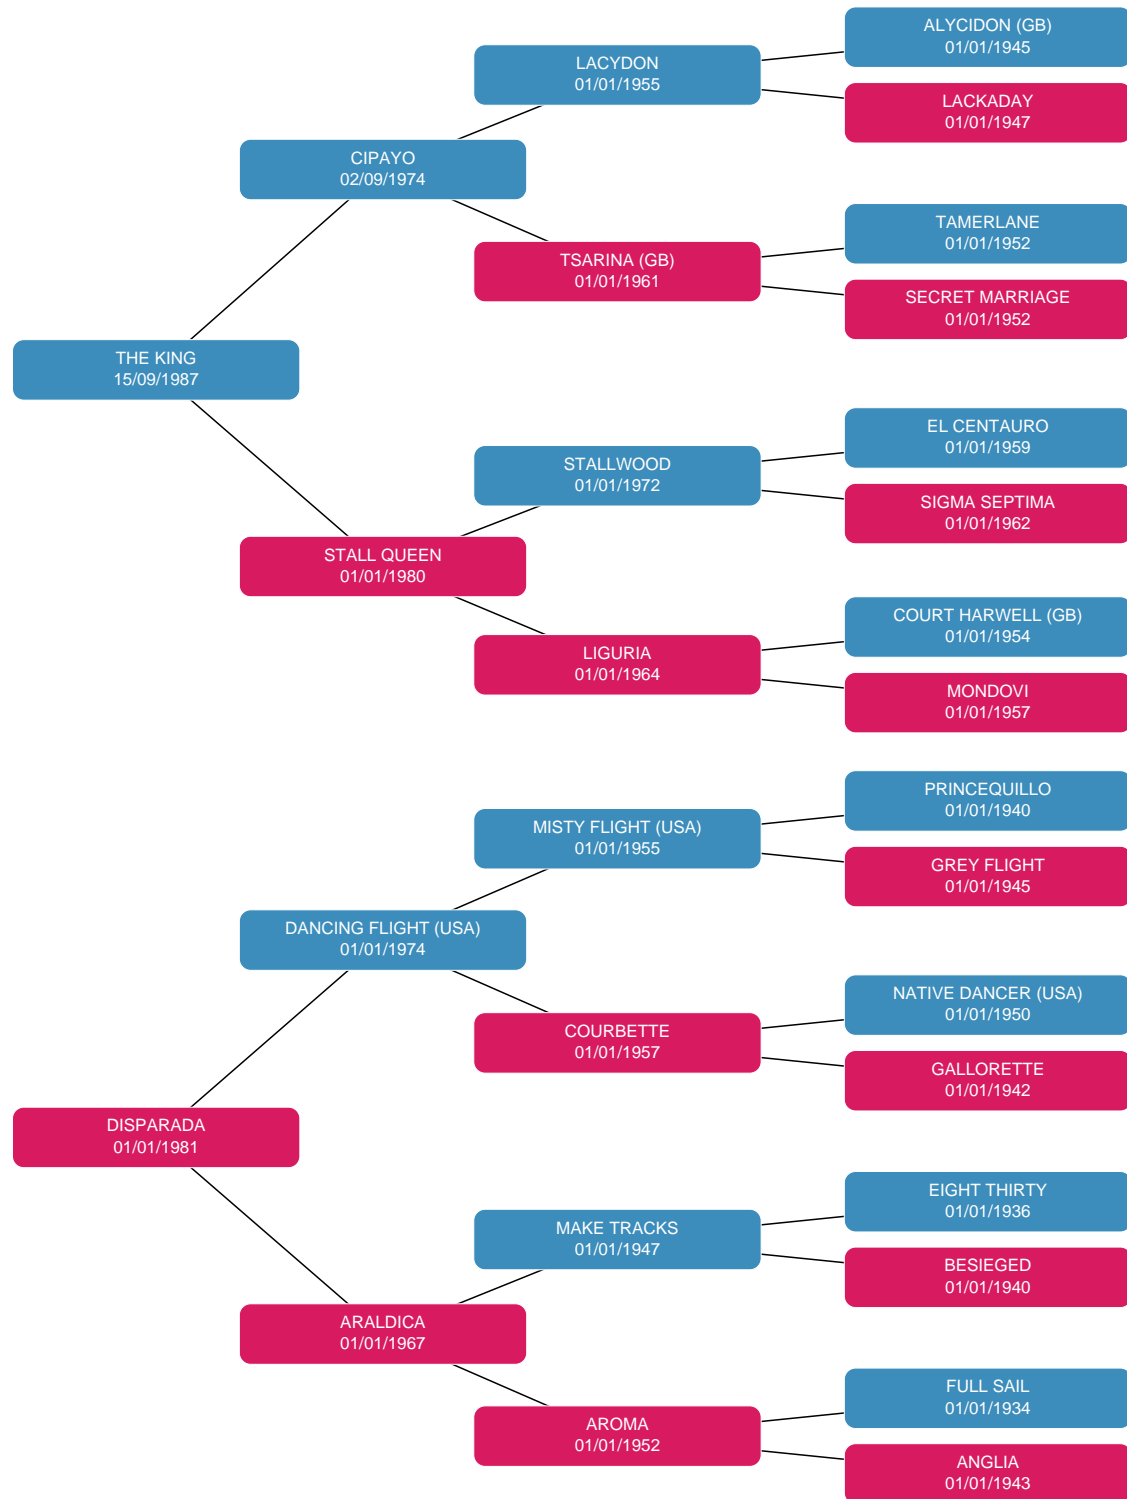 ALYCIDON (GB)
01/01/1945
LACYDON
01/01/1955
LACKADAY
01/01/1947
CIPAYO
02/09/1974
TAMERLANE
01/01/1952
TSARINA (GB)
01/01/1961
SECRET MARRIAGE
01/01/1952
THE KING
15/09/1987
EL CENTAURO
01/01/1959
STALLWOOD
01/01/1972
SIGMA SEPTIMA
01/01/1962
STALL QUEEN
01/01/1980
COURT HARWELL (GB)
01/01/1954
LIGURIA
01/01/1964
MONDOVI
01/01/1957
PRINCEQUILLO
01/01/1940
MISTY FLIGHT (USA)
01/01/1955
GREY FLIGHT
01/01/1945
DANCING FLIGHT (USA)
01/01/1974
NATIVE DANCER (USA)
01/01/1950
COURBETTE
01/01/1957
GALLORETTE
01/01/1942
DISPARADA
01/01/1981
EIGHT THIRTY
01/01/1936
MAKE TRACKS
01/01/1947
BESIEGED
01/01/1940
ARALDICA
01/01/1967
FULL SAIL
01/01/1934
AROMA
01/01/1952
ANGLIA
01/01/1943